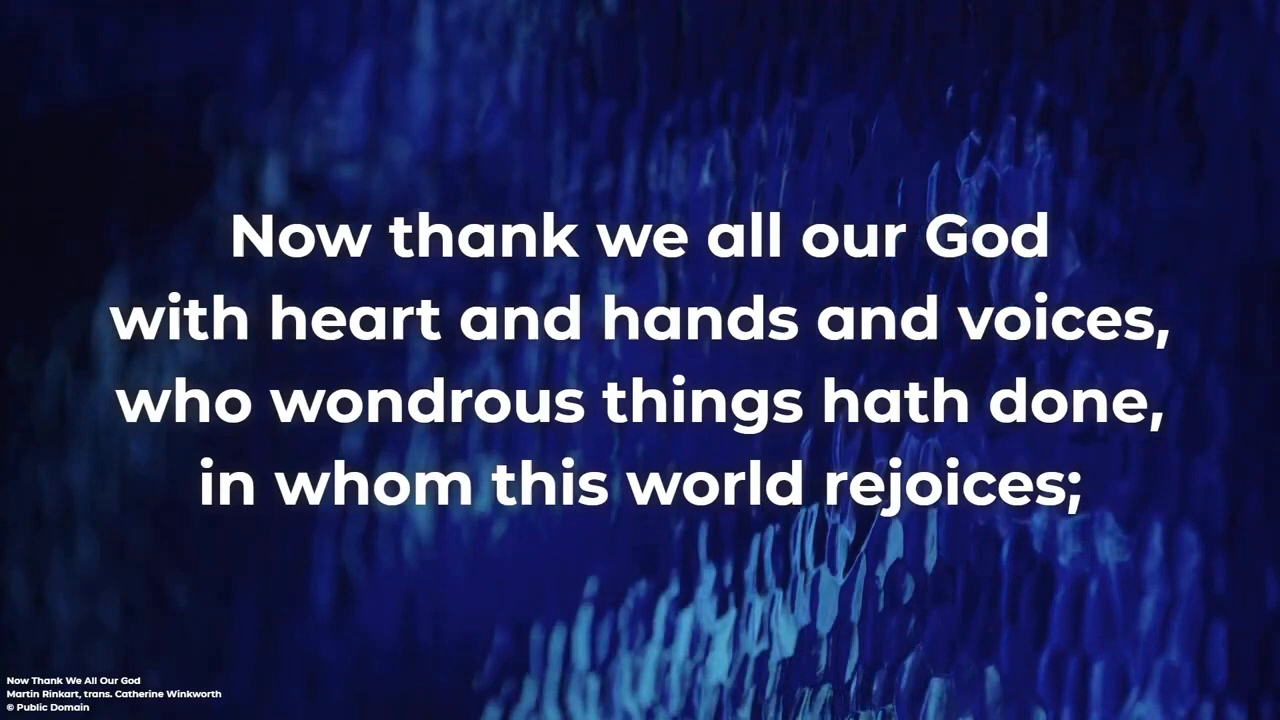 Now thank we all our God
with heart and hands and voices,
who wondrous things hath done,
in whom this world rejoices;
Now Thank We All Our God
Martin Rinkart, trans. Catherine Winkworth
© Public Domain